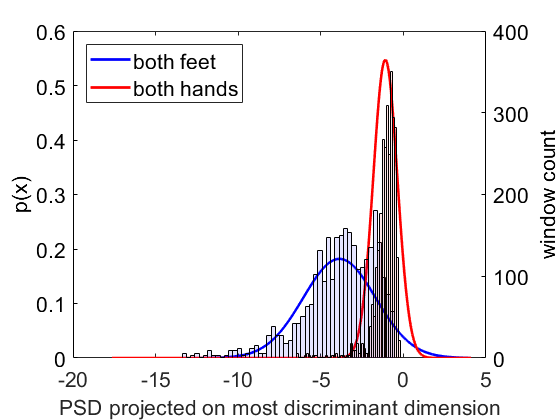 0.6
0.5
0.4
0.3
0.2
0.1
0
p(x)
both feet
both hands
400
300
200
100
0
window count
-20 -15 -10 -5 0 5
PSD projected on most discriminant dimension